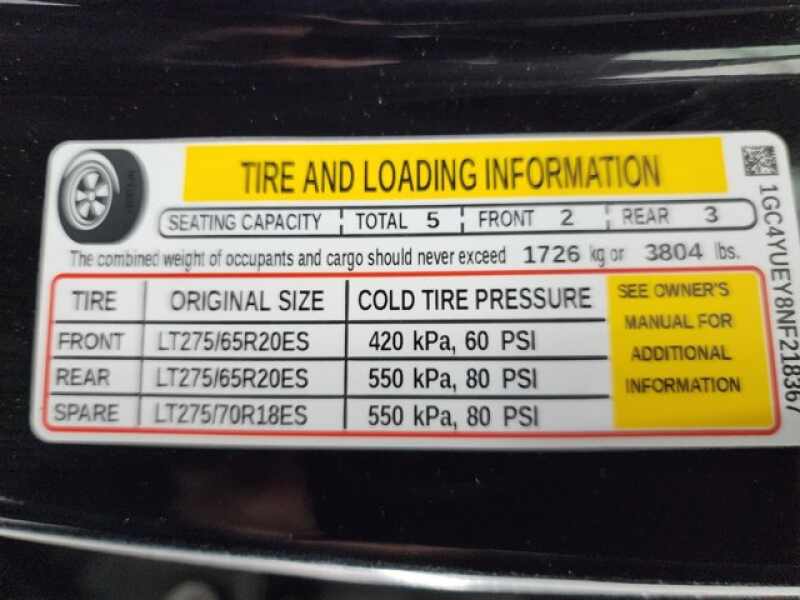 TIRE AND LOADING INFORMATION
SEATING CAPACITY TOTAL 5 FRONT 2 REAR 3
The combined weight of occupants and cargo should never exceed 1726 kg or 3804 lbs.
TIRE ORIGINAL SIZE COLD TIRE PRESSURE
FRONT LT275/65R20ES 420 kPa, 60 PSI
REAR LT275/65R20ES 550 kPa, 80 PSI
SPARE LT275/70R18ES 550 kPa, 80 PSI
SEE OWNER'S
MANUAL FOR
ADDITIONAL
INFORMATION
1GC4YUEY8NF218367